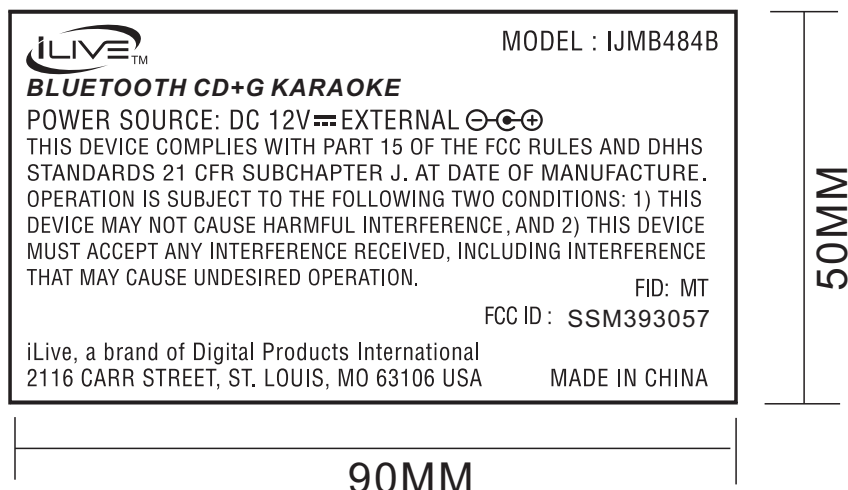 iLIVE™
MODEL : IJMB484B
BLUETOOTH CD+G KARAOKE
POWER SOURCE: DC 12V⎓EXTERNAL
THIS DEVICE COMPLIES WITH PART 15 OF THE FCC RULES AND DHHS
STANDARDS 21 CFR SUBCHAPTER J. AT DATE OF MANUFACTURE.
OPERATION IS SUBJECT TO THE FOLLOWING TWO CONDITIONS: 1) THIS
DEVICE MAY NOT CAUSE HARMFUL INTERFERENCE, AND 2) THIS DEVICE
MUST ACCEPT ANY INTERFERENCE RECEIVED, INCLUDING INTERFERENCE
THAT MAY CAUSE UNDESIRED OPERATION.
FID: MT
FCC ID : SSM393057
iLive, a brand of Digital Products International
2116 CARR STREET, ST. LOUIS, MO 63106 USA
MADE IN CHINA
50MM
90MM